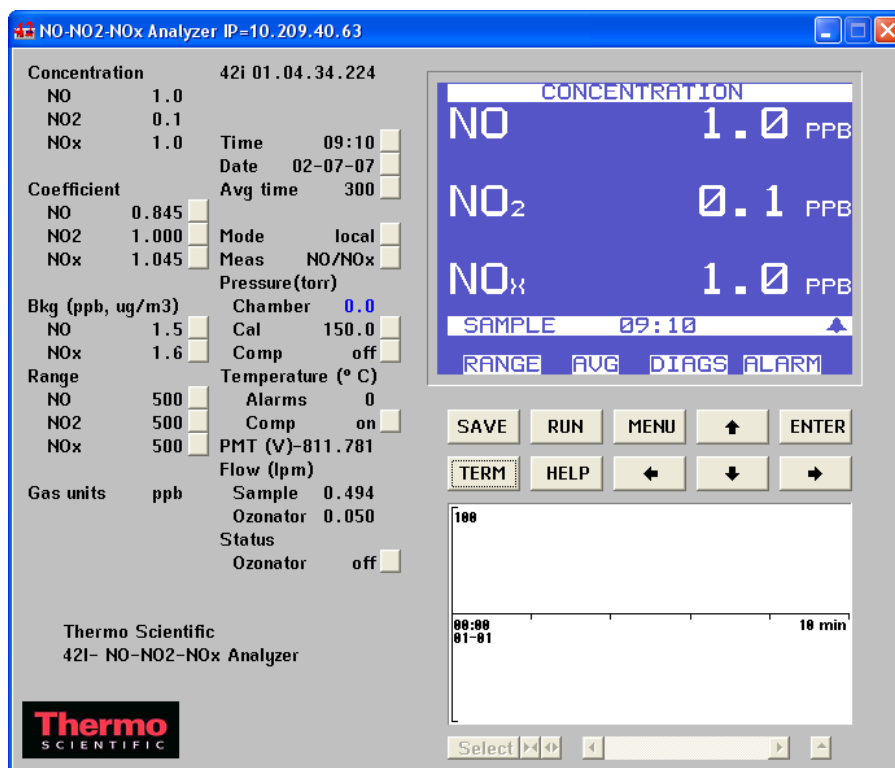 NO-NO2-NOx Analyzer IP=10.209.40.63
Concentration
NO 1.0
NO2 0.1
NOx 1.0
Coefficient
NO 0.845
NO2 1.000
NOx 1.045
Bkg (ppb, ug/m3)
NO 1.5
NOx 1.6
Range
NO 500
NO2 500
NOx 500
Gas units ppb
42i 01.04.34.224
Time 09:10
Date 02-07-07
Avg time 300
Mode local
Meas NO/NOx
Pressure(torr)
Chamber 0.0
Cal 150.0
Comp off
Temperature (º C)
Alarms 0
Comp on
PMT (V)-811.781
Flow (lpm)
Sample 0.494
Ozonator 0.050
Status
Ozonator off
Thermo Scientific
42I- NO-NO2-NOx Analyzer
Thermo
SCIENTIFIC
CONCENTRATION
NO 1.0 PPB
NO2 0.1 PPB
NOx 1.0 PPB
SAMPLE 09:10
RANGE AVG DIAGS ALARM
SAVE RUN MENU ENTER
TERM HELP
100
00:00 10 min
01-01
Select